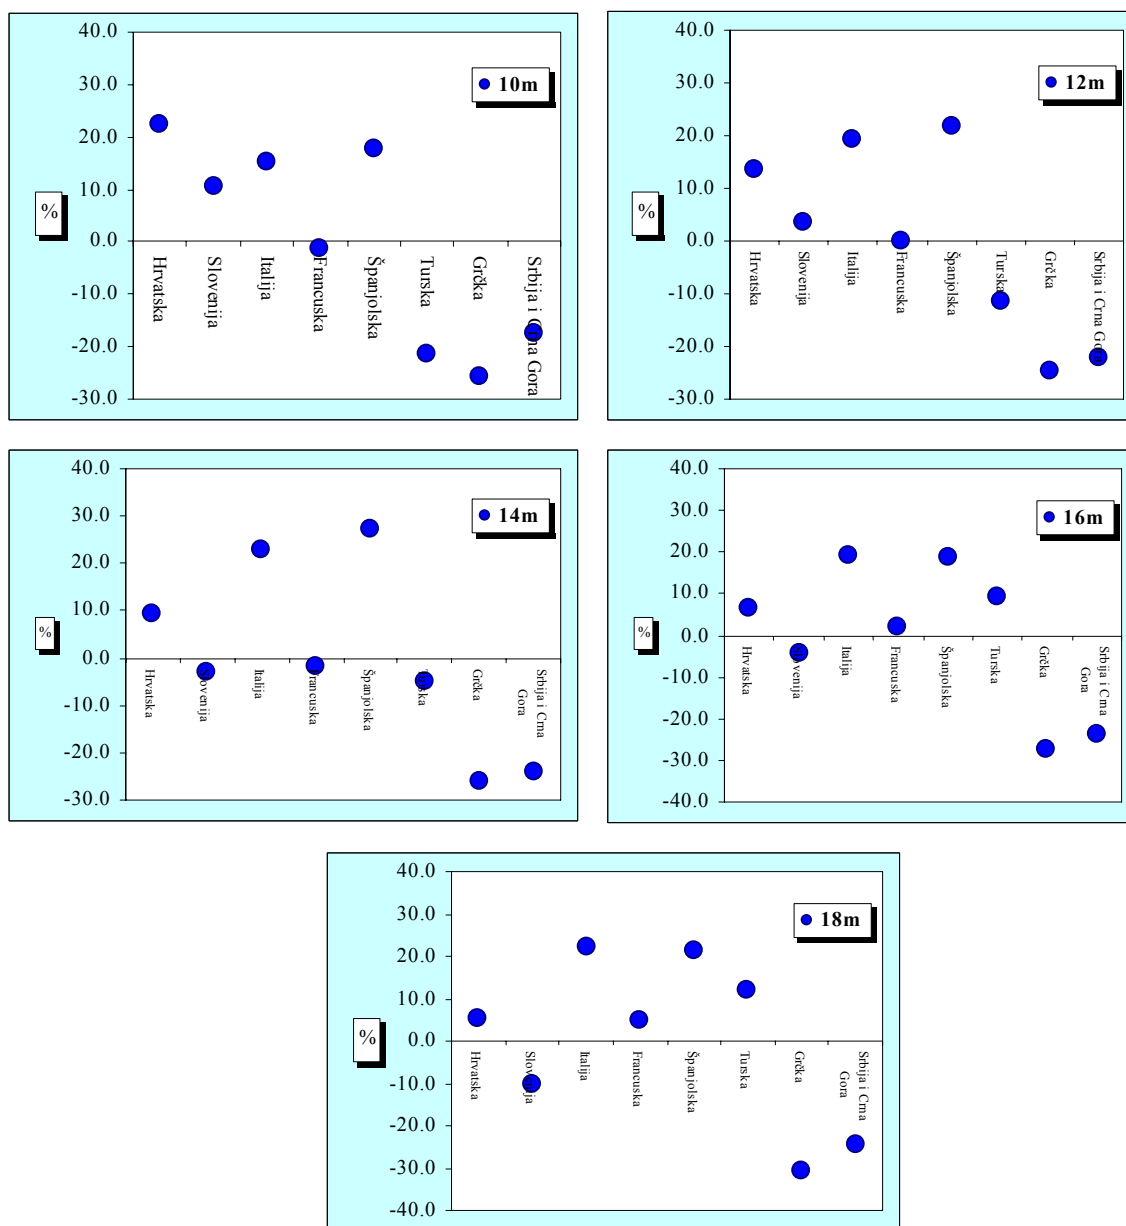 40.0
30.0
20.0
10.0
0.0
-10.0
-20.0
-30.0
%
10m
Hrvatska
Slovenija
Italija
Francuska
Španjolska
Turska
Grčka
Srbija i Crna Gora
40.0
30.0
20.0
10.0
0.0
-10.0
-20.0
-30.0
%
12m
Hrvatska
Slovenija
Italija
Francuska
Španjolska
Turska
Grčka
Srbija i Crna Gora
40.0
30.0
20.0
10.0
0.0
-10.0
-20.0
-30.0
%
14m
Hrvatska
Slovenija
Italija
Francuska
Španjolska
Turska
Grčka
Srbija i Crna
Gora
40.0
30.0
20.0
10.0
0.0
-10.0
-20.0
-30.0
-40.0
%
16m
Hrvatska
Slovenija
Italija
Francuska
Španjolska
Turska
Grčka
Srbija i Crna
Gora
40.0
30.0
20.0
10.0
0.0
-10.0
-20.0
-30.0
-40.0
%
18m
Hrvatska
Slovenija
Italija
Francuska
Španjolska
Turska
Grčka
Srbija i Crna
Gora